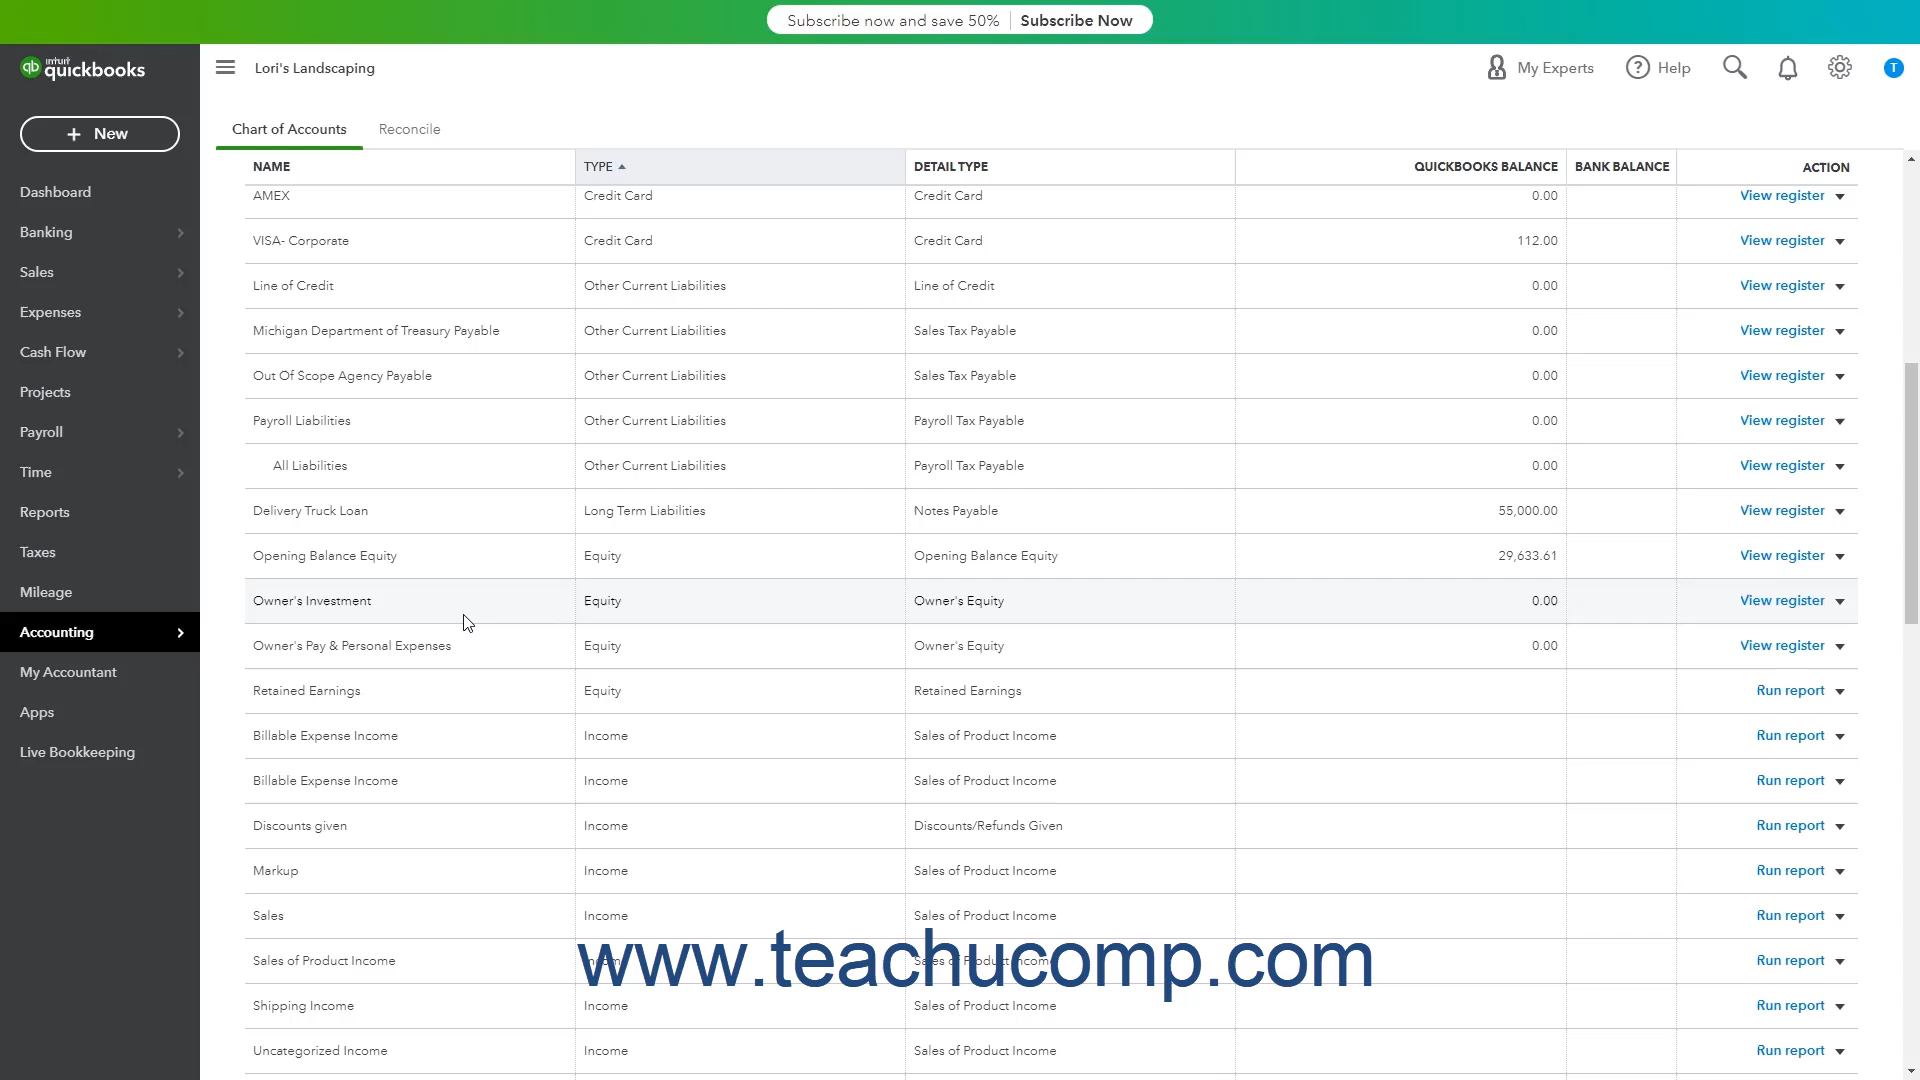 Subscribe now and save 50% Subscribe Now
intuit quickbooks
Lori's Landscaping
My Experts Help T
+ New
Chart of Accounts Reconcile
Dashboard
Banking
Sales
Expenses
Cash Flow
Projects
Payroll
Time
Reports
Taxes
Mileage
Accounting
My Accountant
Apps
Live Bookkeeping
NAME TYPE DETAIL TYPE QUICKBOOKS BALANCE BANK BALANCE ACTION
AMEX Credit Card Credit Card 0.00 View register
VISA- Corporate Credit Card Credit Card 112.00 View register
Line of Credit Other Current Liabilities Line of Credit 0.00 View register
Michigan Department of Treasury Payable Other Current Liabilities Sales Tax Payable 0.00 View register
Out Of Scope Agency Payable Other Current Liabilities Sales Tax Payable 0.00 View register
Payroll Liabilities Other Current Liabilities Payroll Tax Payable 0.00 View register
All Liabilities Other Current Liabilities Payroll Tax Payable 0.00 View register
Delivery Truck Loan Long Term Liabilities Notes Payable 55,000.00 View register
Opening Balance Equity Equity Opening Balance Equity 29,633.61 View register
Owner's Investment Equity Owner's Equity 0.00 View register
Owner's Pay & Personal Expenses Equity Owner's Equity 0.00 View register
Retained Earnings Equity Retained Earnings Run report
Billable Expense Income Income Sales of Product Income Run report
Billable Expense Income Income Sales of Product Income Run report
Discounts given Income Discounts/Refunds Given Run report
Markup Income Sales of Product Income Run report
Sales Income Sales of Product Income Run report
Sales of Product Income Income Sales of Product Income Run report
www.teachucomp.com
Shipping Income Income Sales of Product Income Run report
Uncategorized Income Income Sales of Product Income Run report